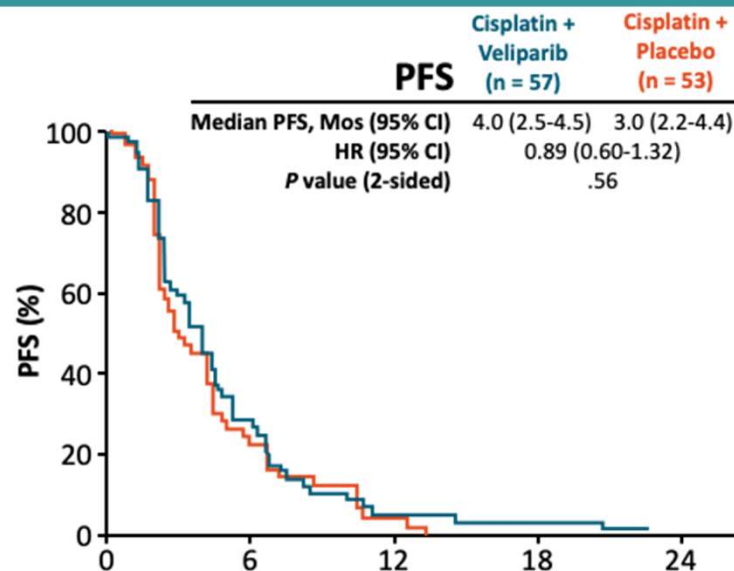 Cisplatin + Cisplatin +
Veliparib Placebo
PFS (n = 57) (n = 53)
Median PFS, Mos (95% CI) 4.0 (2.5-4.5) 3.0 (2.2-4.4)
HR (95% CI) 0.89 (0.60-1.32)
P value (2-sided) .56
PFS (%)
100
80
60
40
20
0
0 6 12 18 24